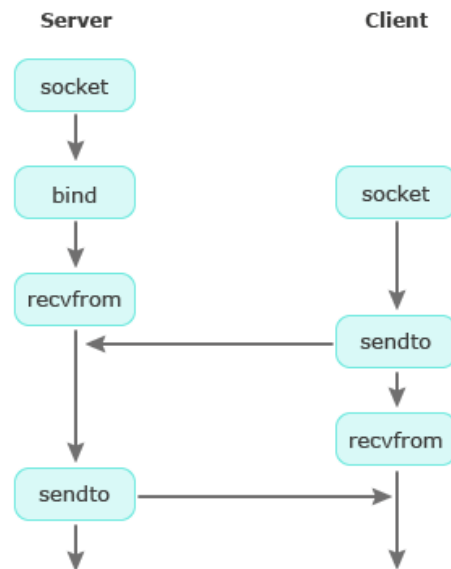 Server Client
socket
bind
socket
recvfrom
sendto
recvfrom
sendto